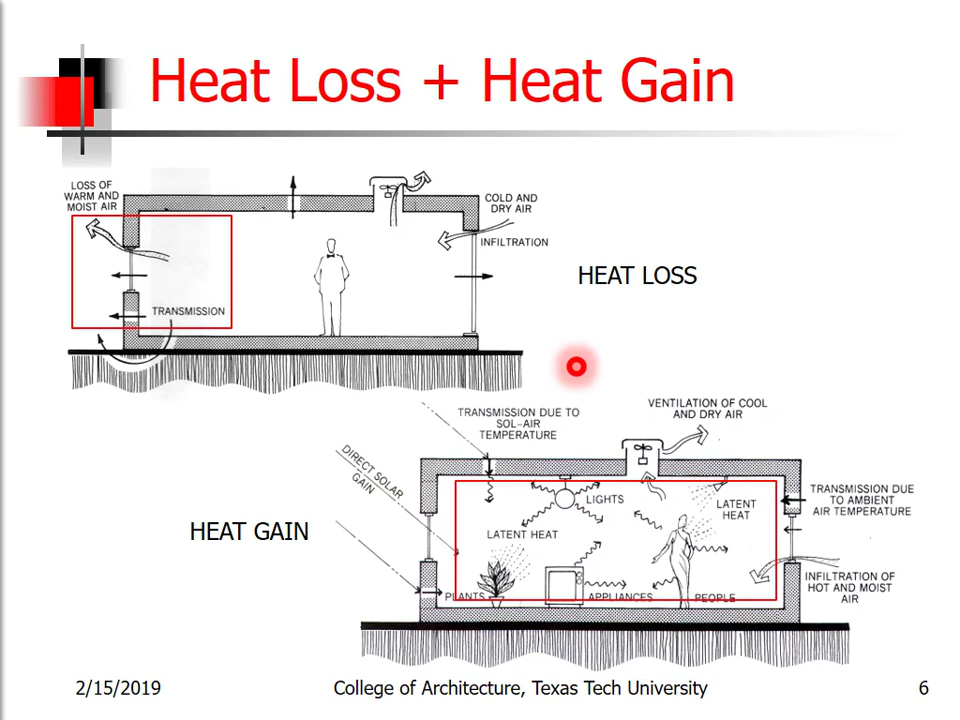 Heat Loss + Heat Gain
LOSS OF
WARM AND
MOIST AIR
COLD AND
DRY AIR
INFILTRATION
TRANSMISSION
HEAT LOSS
VENTILATION OF COOL
AND DRY AIR
TRANSMISSION DUE TO
SOL-AIR
TEMPERATURE
DIRECT SOLAR
GAIN
HEAT GAIN
LIGHTS
LATENT
HEAT
LATENT HEAT
TRANSMISSION DUE
TO AMBIENT
AIR TEMPERATURE
INFILTRATION OF
HOT AND MOIST
AIR
PLANTS
APPLIANCES
PEOPLE
2/15/2019
College of Architecture, Texas Tech University
6